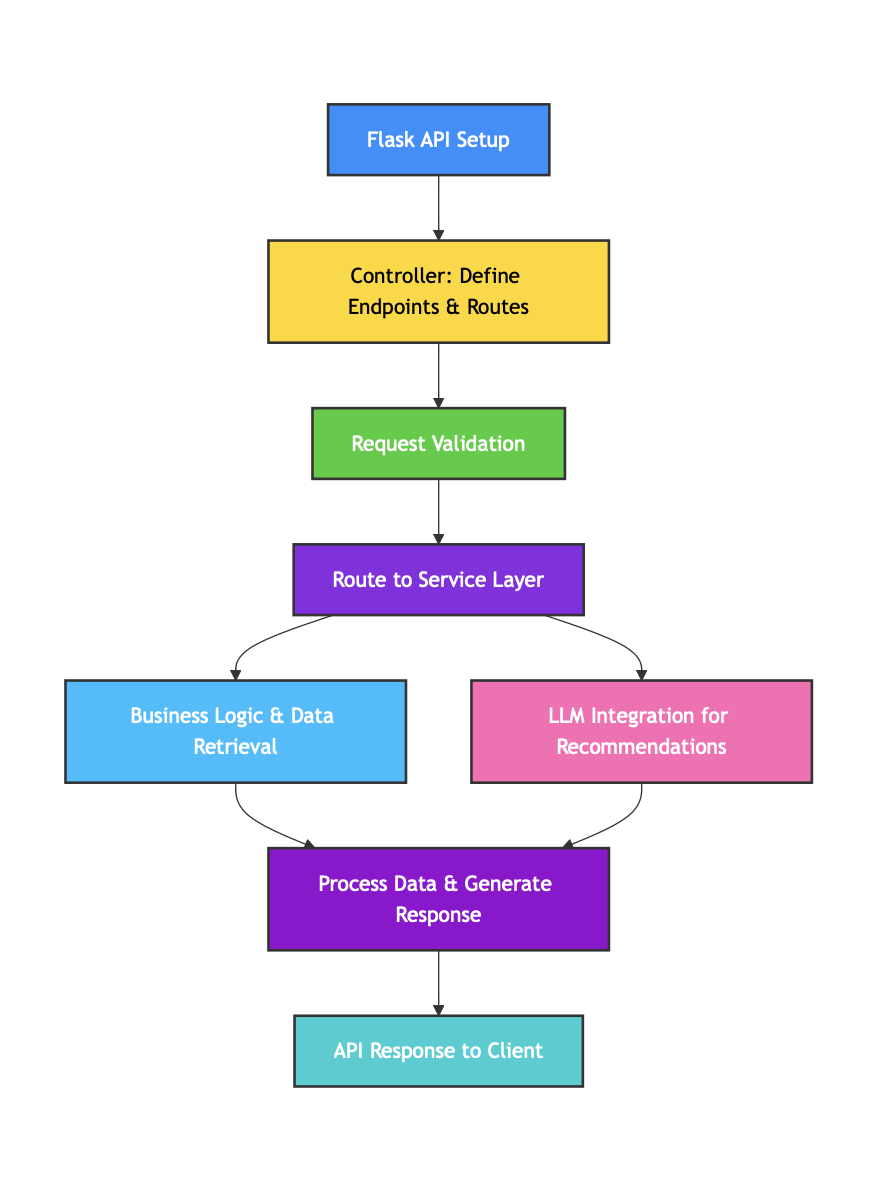 Flask API Setup
Controller: Define
Endpoints & Routes
Request Validation
Route to Service Layer
Business Logic & Data
Retrieval
LLM Integration for
Recommendations
Process Data & Generate
Response
API Response to Client